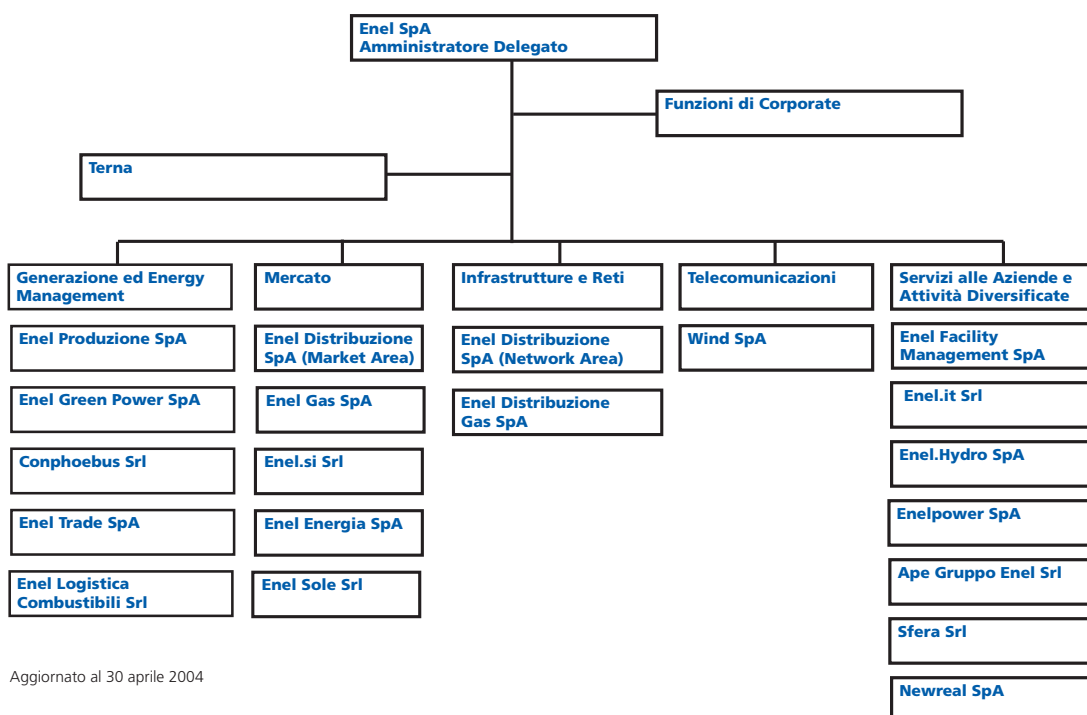 Enel SpA
Amministratore Delegato
Funzioni di Corporate
Terna
Generazione ed Energy
Management
Enel Produzione SpA
Enel Green Power SpA
Conphoebus Srl
Enel Trade SpA
Enel Logistica
Combustibili Srl
Mercato
Enel Distribuzione
SpA (Market Area)
Enel Gas SpA
Enel.si Srl
Enel Energia SpA
Enel Sole Srl
Infrastrutture e Reti
Enel Distribuzione
SpA (Network Area)
Enel Distribuzione
Gas SpA
Telecomunicazioni
Wind SpA
Servizi alle Aziende e
Attività Diversificate
Enel Facility
Management SpA
Enel.it Srl
Enel.Hydro SpA
Enelpower SpA
Ape Gruppo Enel Srl
Sfera Srl
Newreal SpA
Aggiornato al 30 aprile 2004